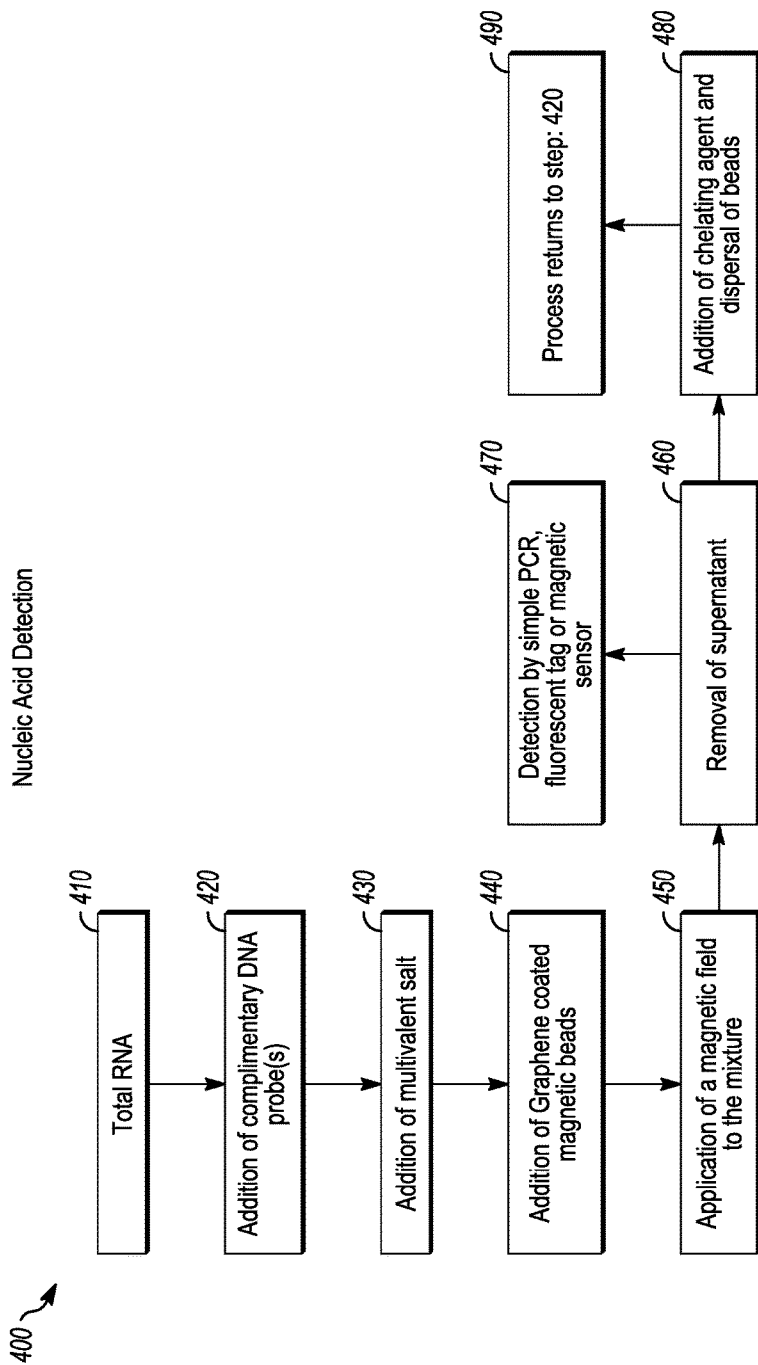 Nucleic Acid Detection
400
410
Total RNA
420
Addition of complimentary DNA
probe(s)
430
Addition of multivalent salt
440
Addition of Graphene coated
magnetic beads
450
Application of a magnetic field
to the mixture
460
Removal of supernatant
470
Detection by simple PCR,
fluorescent tag or magnetic
sensor
480
Addition of chelating agent and
dispersal of beads
490
Process returns to step: 420